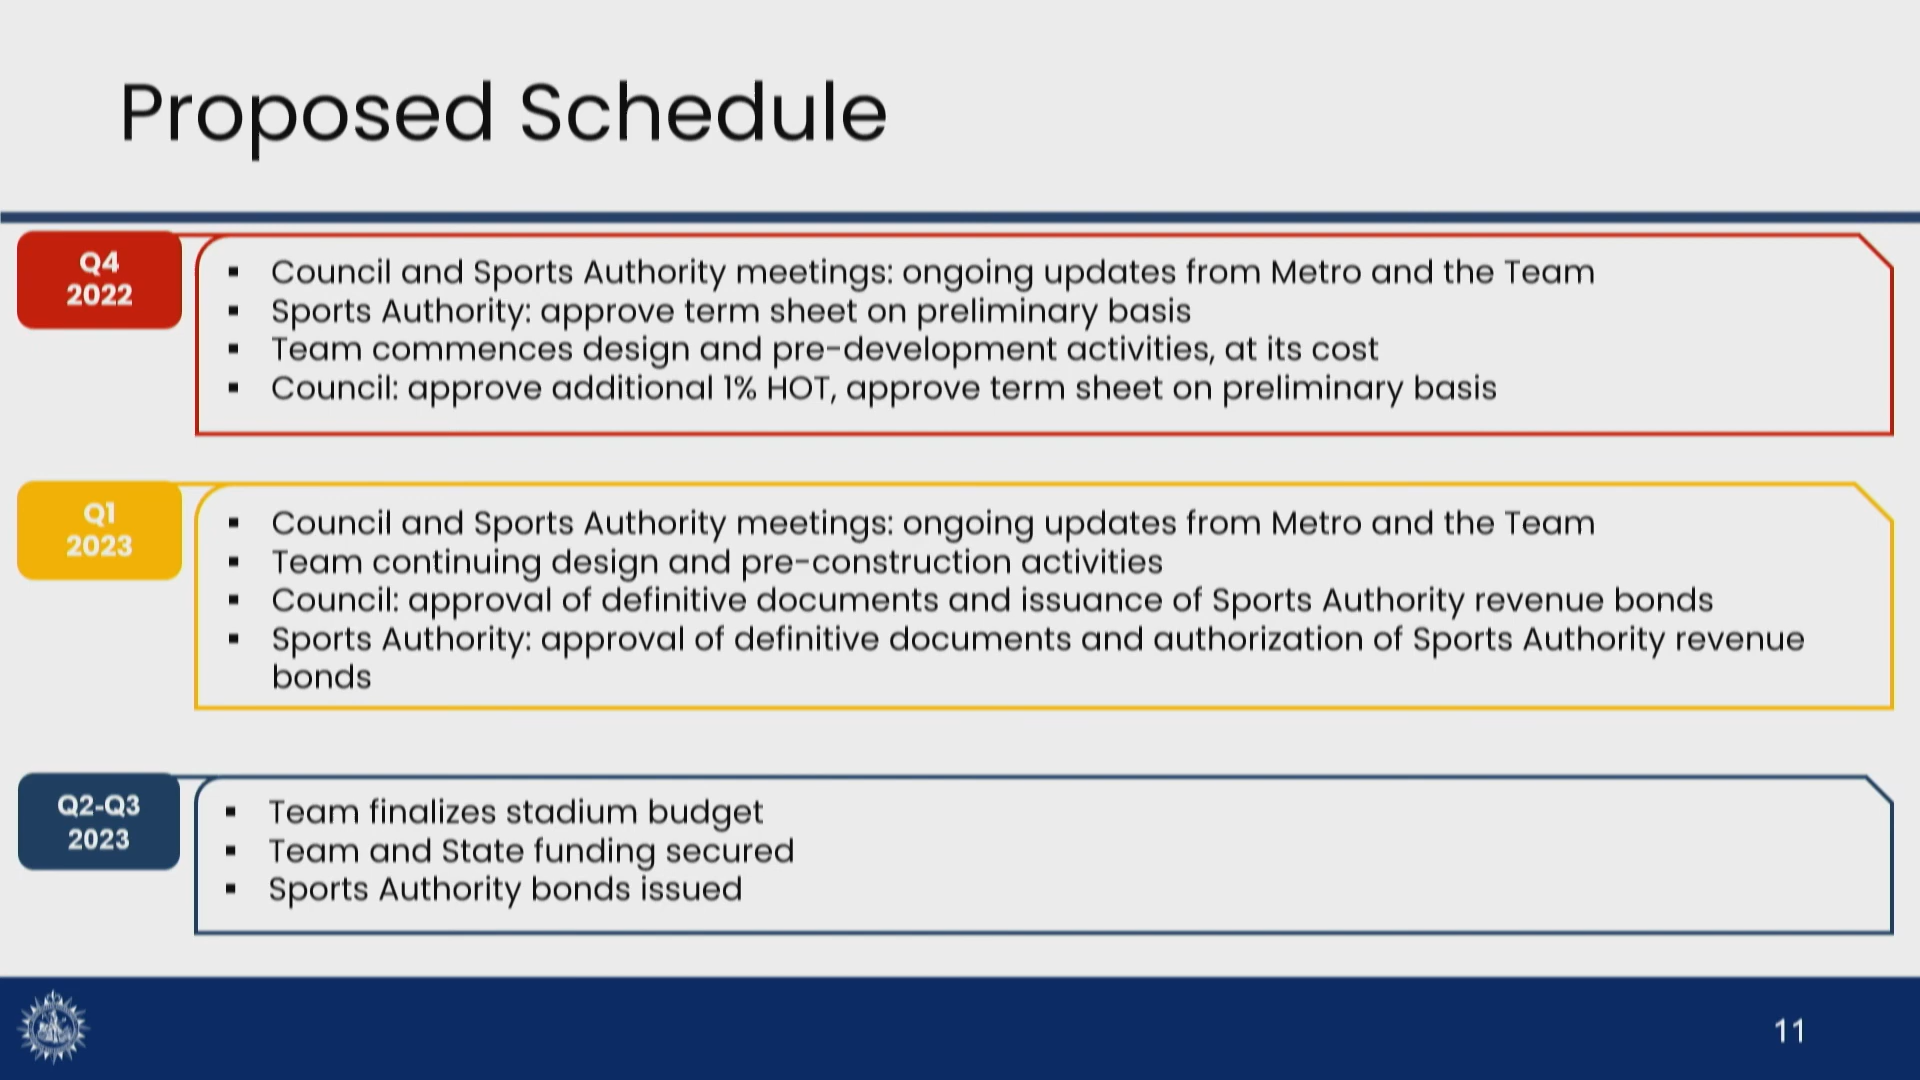 Proposed Schedule
Q4
2022
▪ Council and Sports Authority meetings: ongoing updates from Metro and the Team
▪ Sports Authority: approve term sheet on preliminary basis
▪ Team commences design and pre-development activities, at its cost
▪ Council: approve additional 1% HOT, approve term sheet on preliminary basis
Q1
2023
▪ Council and Sports Authority meetings: ongoing updates from Metro and the Team
▪ Team continuing design and pre-construction activities
▪ Council: approval of definitive documents and issuance of Sports Authority revenue bonds
▪ Sports Authority: approval of definitive documents and authorization of Sports Authority revenue
bonds
Q2-Q3
2023
▪ Team finalizes stadium budget
▪ Team and State funding secured
▪ Sports Authority bonds issued
11